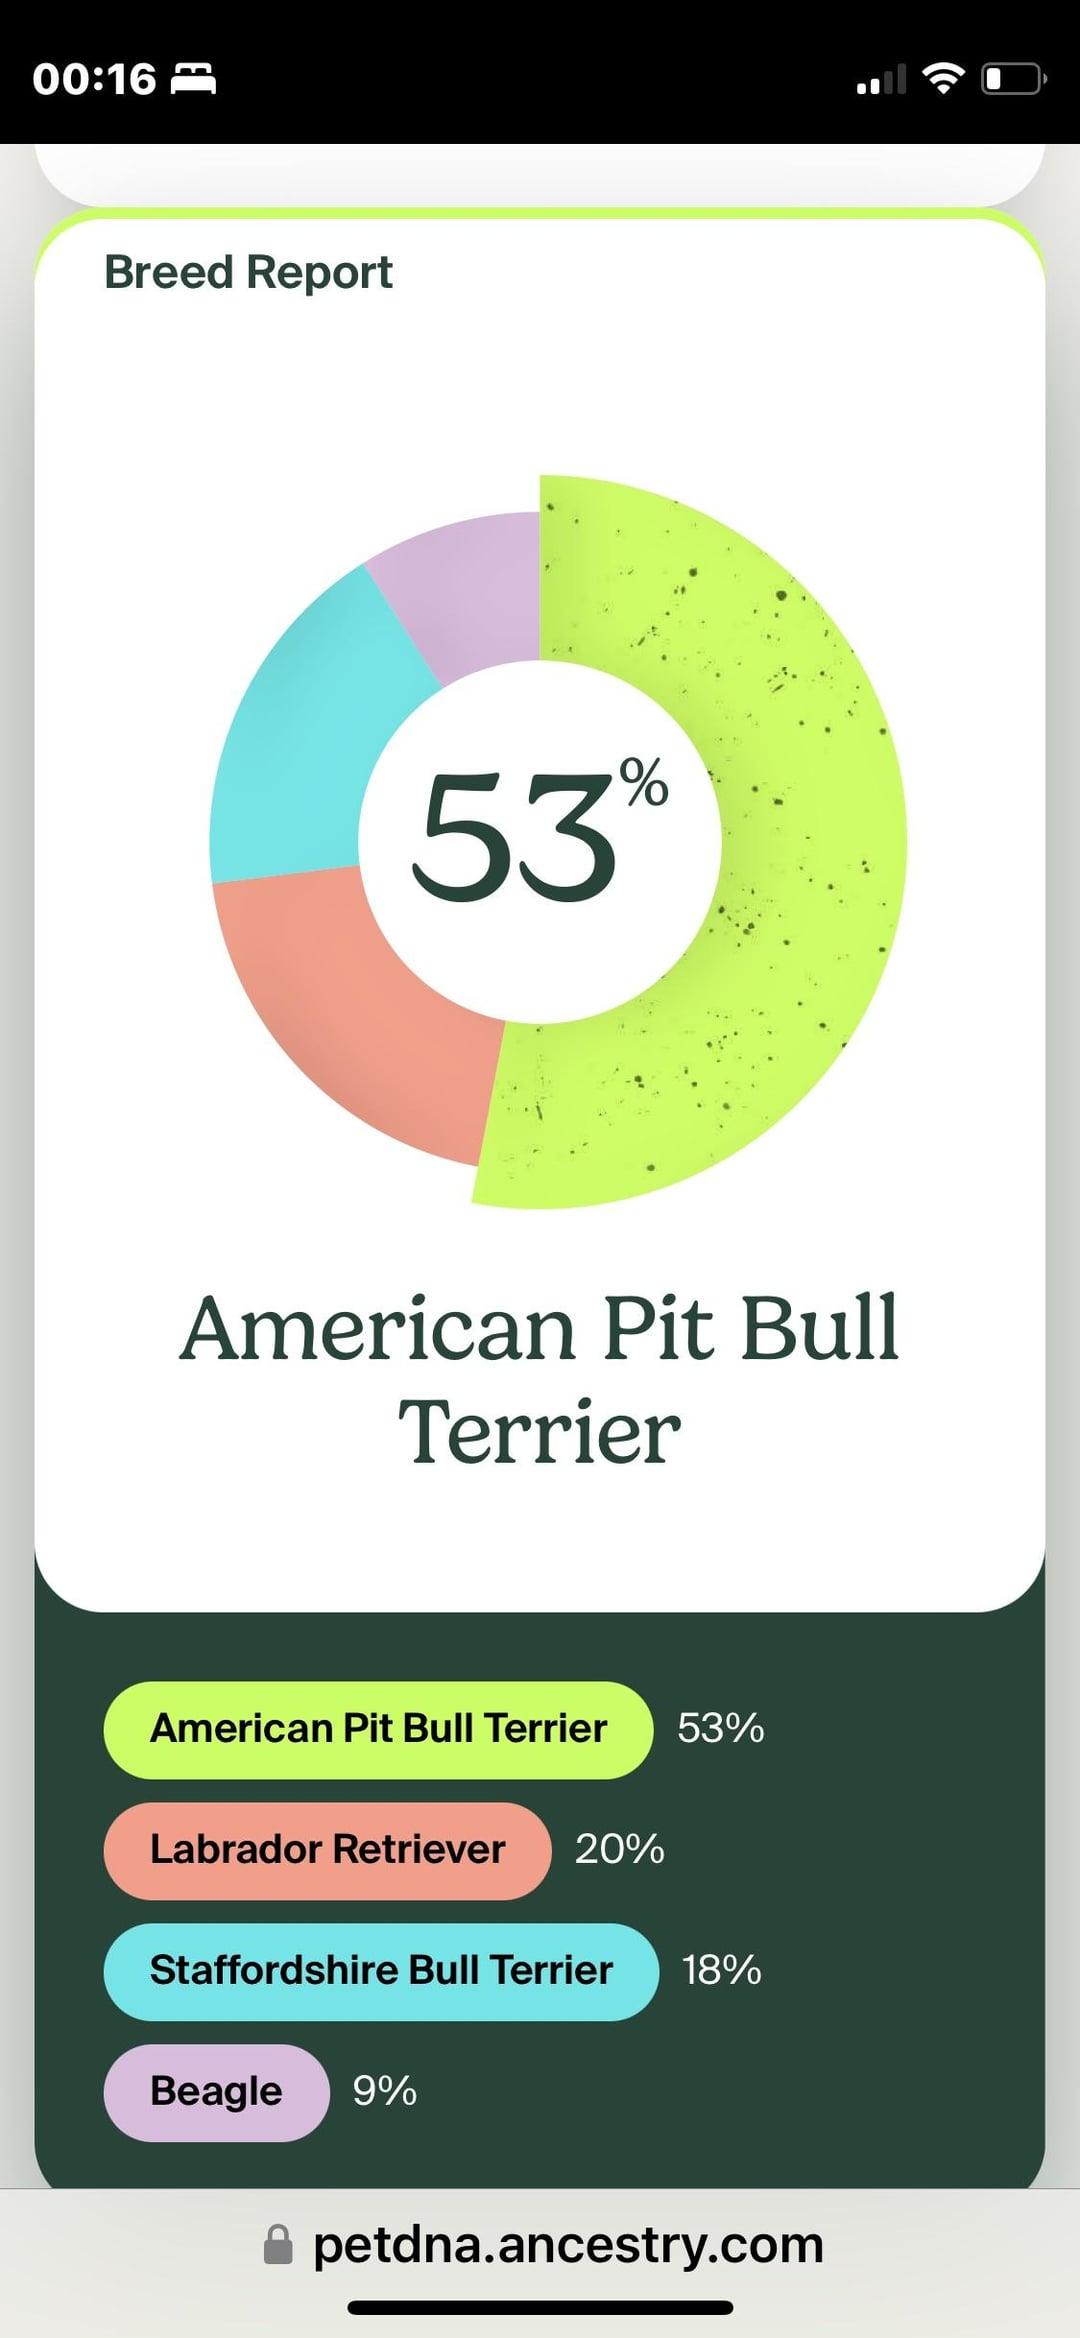 00:16
Breed Report
53%
American Pit Bull
Terrier
American Pit Bull Terrier 53%
Labrador Retriever 20%
Staffordshire Bull Terrier 18%
Beagle 9%
petdna.ancestry.com